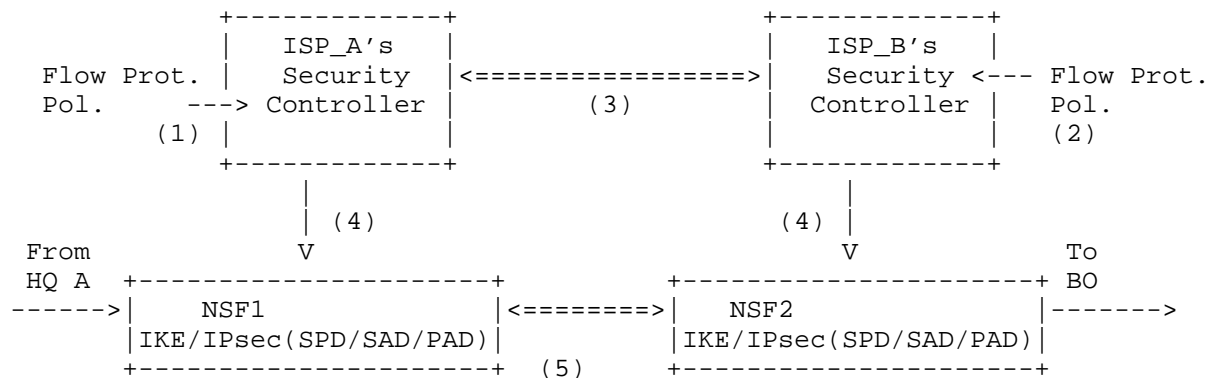 ISP_A's ISP_B's
Flow Prot. Security <=================> Security <--- Flow Prot.
Pol. ---> Controller (3) Controller Pol.
(1) (2)
(4) (4)
From V V To
HQ A BO
------> NSF1 <========> NSF2 ------->
IKE/IPsec(SPD/SAD/PAD) IKE/IPsec(SPD/SAD/PAD)
(5)